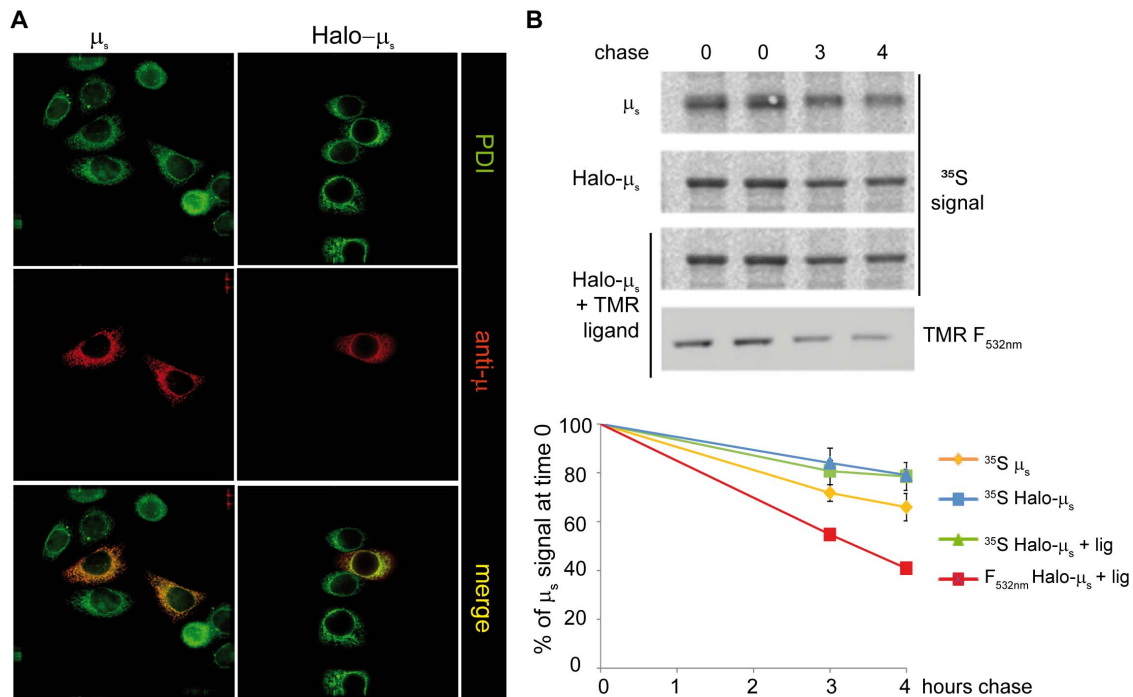 A
μs
Halo–μs
PDI
anti-μ
merge
B
chase 0 0 3 4
μs
Halo-μs
Halo-μs
+ TMR
ligand
35S
signal
TMR F532nm
% of μs signal at time 0
100
80
60
40
20
0
0 1 2 3 4 hours chase
35S μs
35S Halo-μs
35S Halo-μs + lig
F532nm Halo-μs + lig